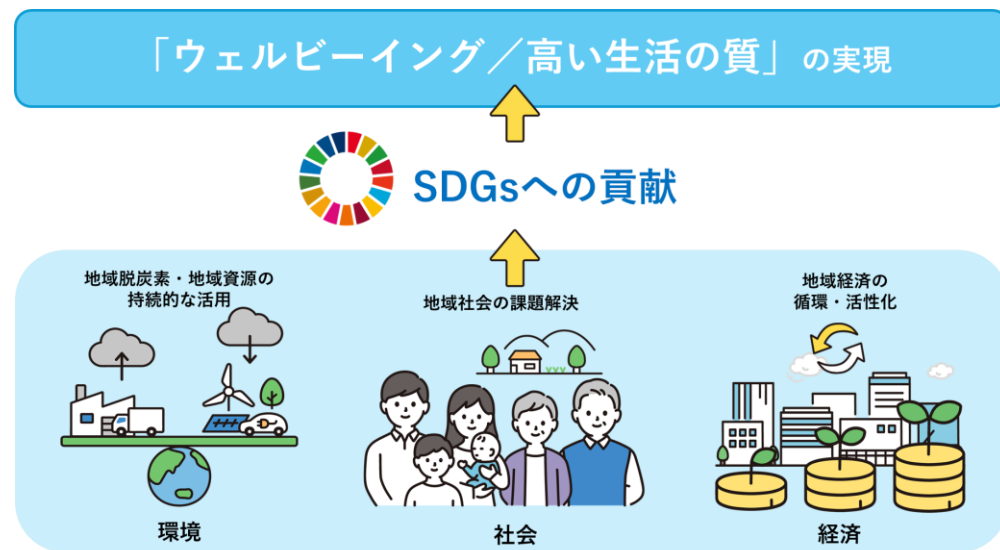 「ウェルビーイング／高い生活の質」の実現
SDGsへの貢献
地域脱炭素・地域資源の
持続的な活用
地域社会の課題解決
地域経済の
循環・活性化
環境
社会
経済